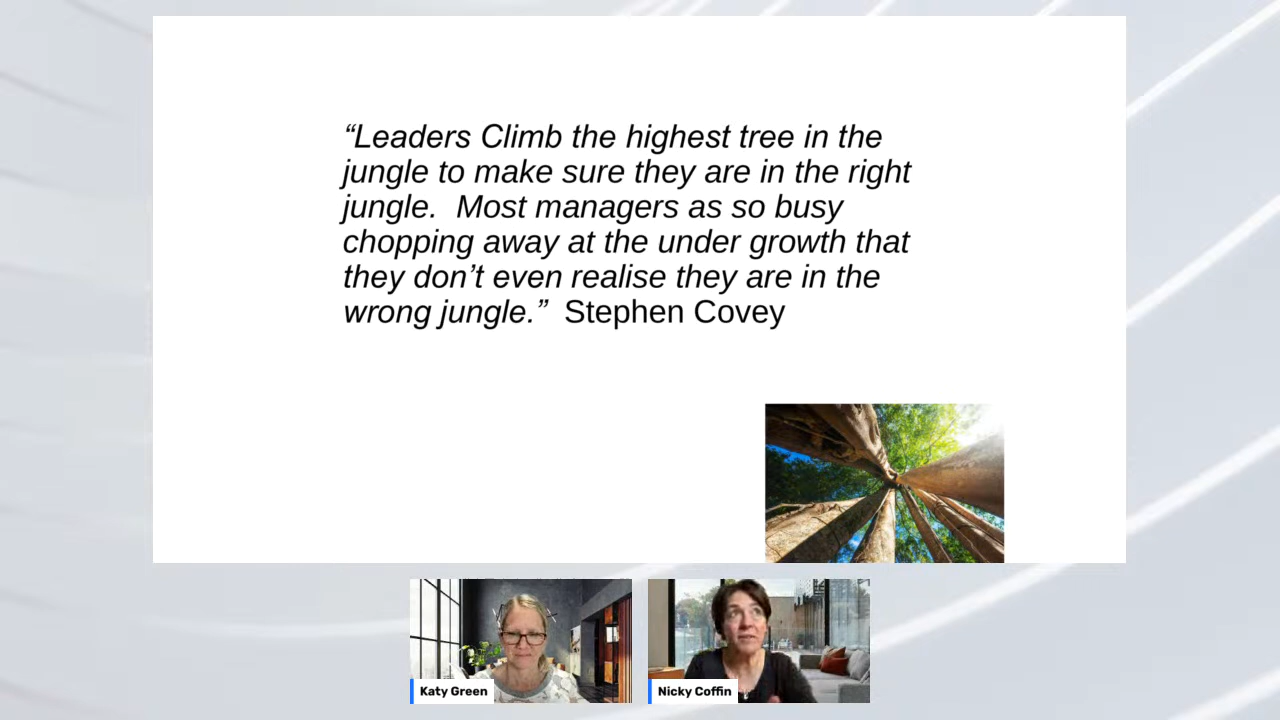 “Leaders Climb the highest tree in the
jungle to make sure they are in the right
jungle.  Most managers as so busy
chopping away at the under growth that
they don’t even realise they are in the
wrong jungle.”  Stephen Covey
Katy Green
Nicky Coffin